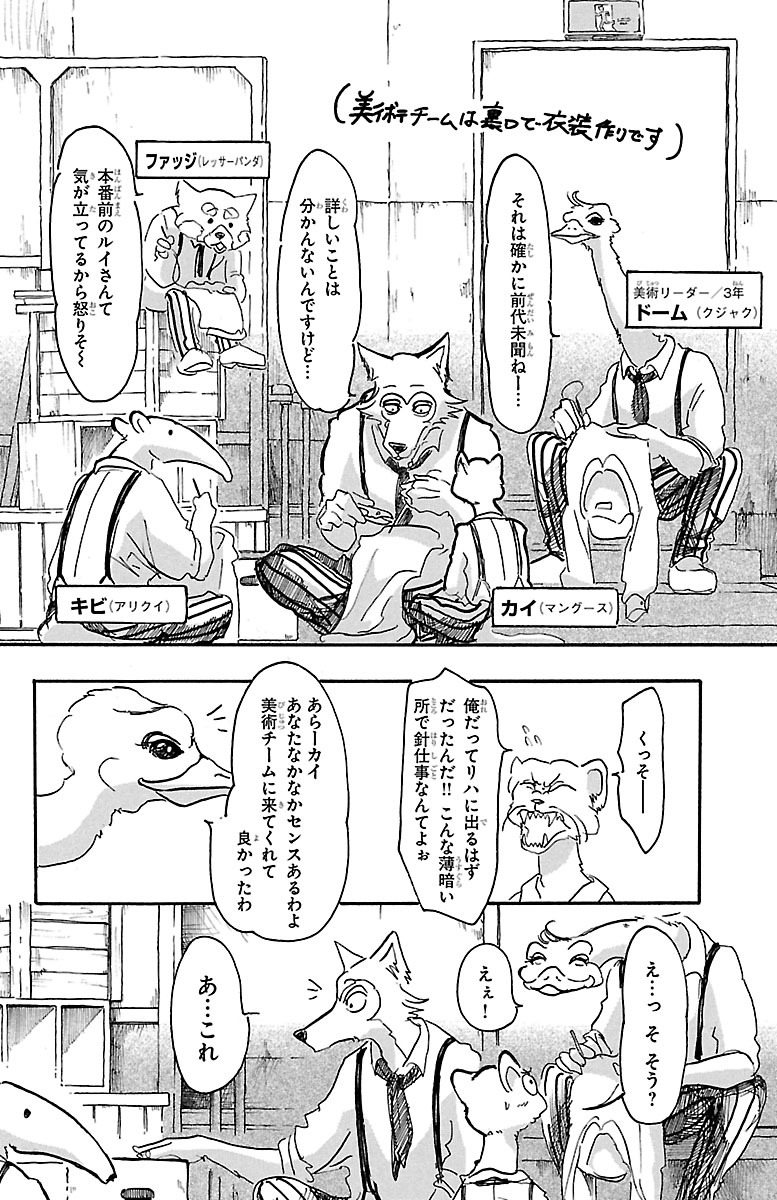 (美術チームは裏口で衣装作りです)
美術リーダー/3年
ドーム(クジャク)
それは確かに前代未聞ねー…
詳しいことは
分かんないんですけど…
ファッジ(レッサーパンダ)
本番前のルイさんて
気が立ってるから怒りそ〜
カイ(マングース)
キビ(アリクイ)
くっそー
俺だってリハに出るはず
だったんだ!!こんな薄暗い
所で針仕事なんてよぉ
あらーカイ
あなたなかなかセンスあるわよ
美術チームに来てくれて
良かったわ
え…っそそう?
えぇ!
あ…これ